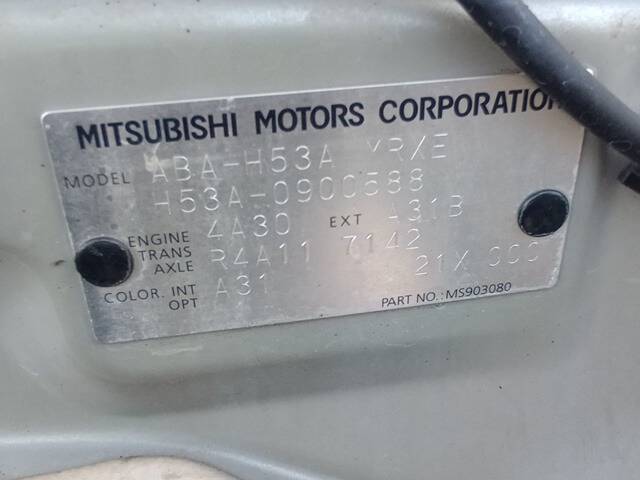 MITSUBISHI MOTORS CORPORATION
MODEL ABA-H53A XR/E
H53A-0900588
ENGINE 4A30 EXT A31B
TRANS AXLE R4A11 7142
COLOR. INT OPT A31 21X 000
PART NO.: MS903080